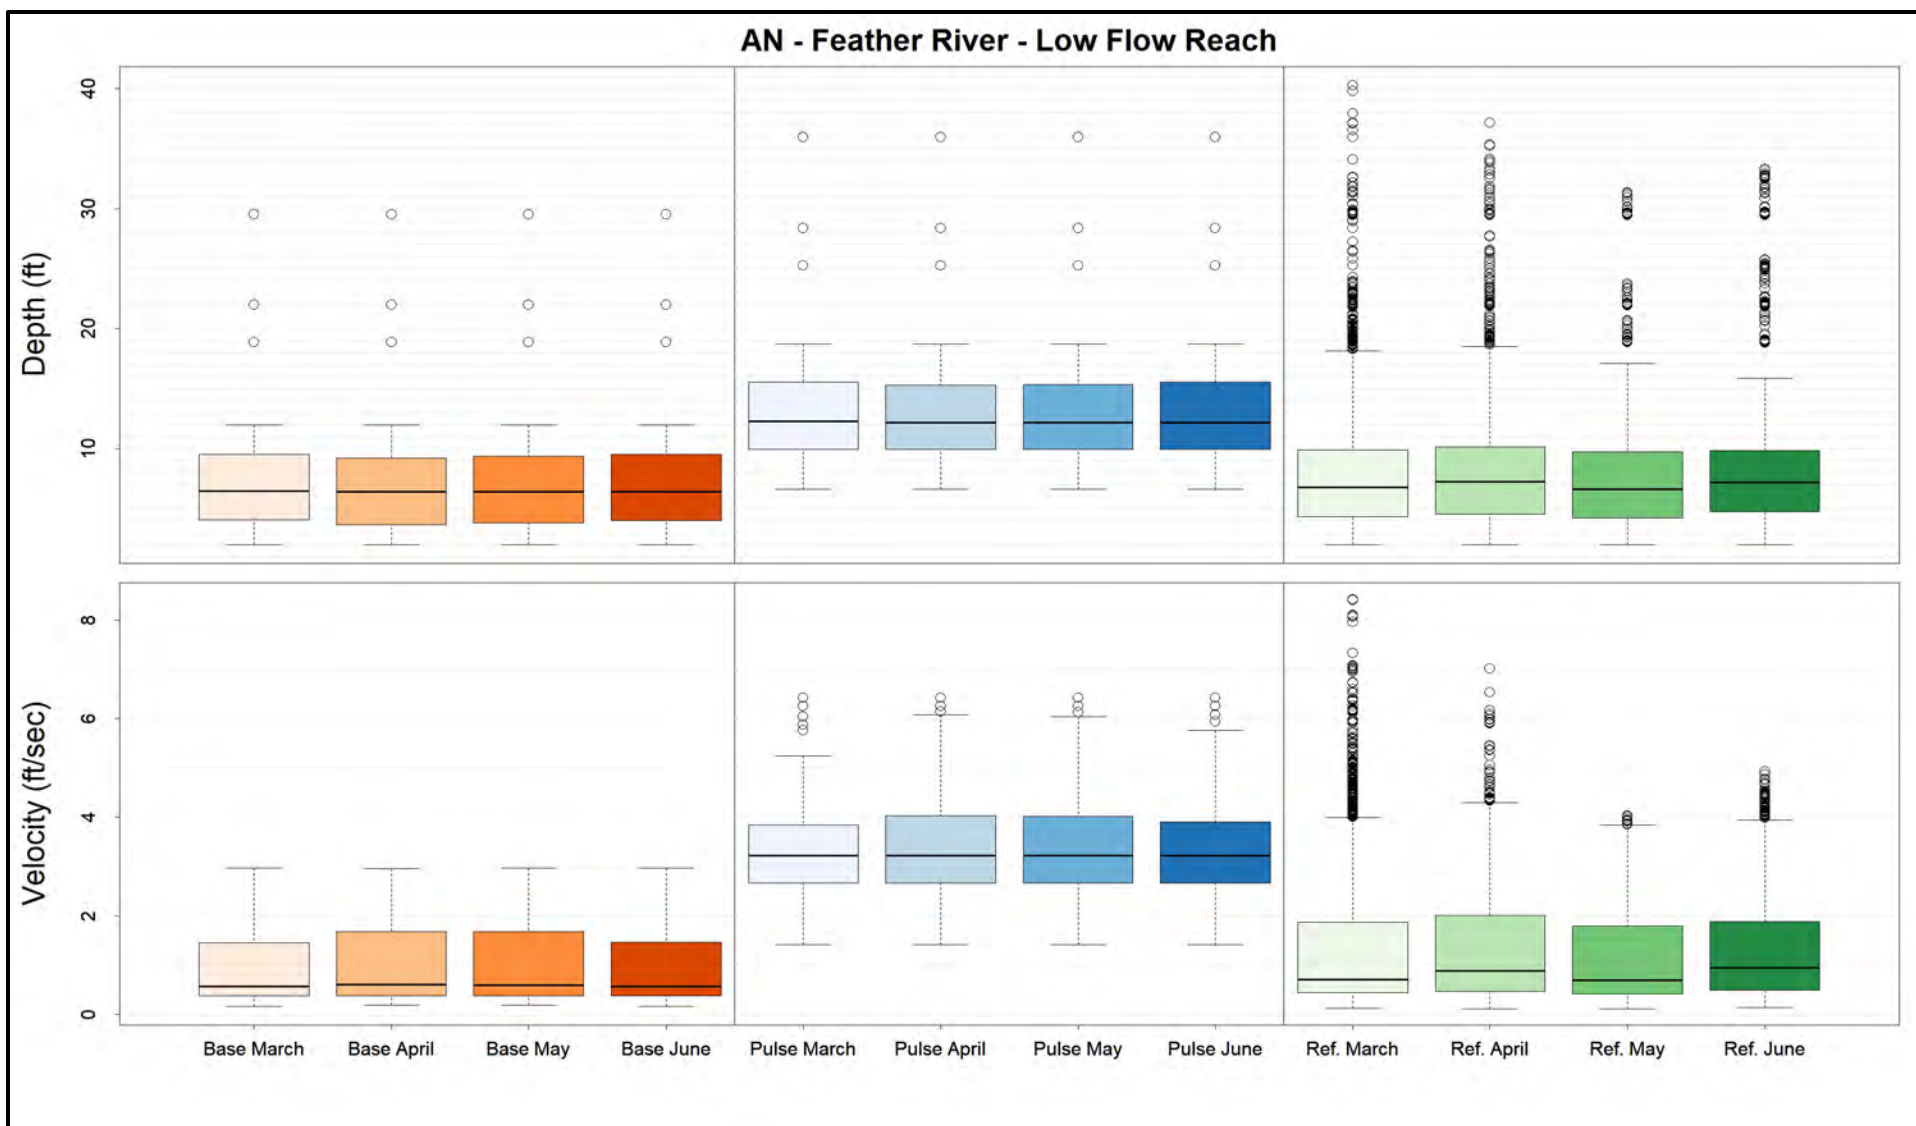 AN - Feather River - Low Flow Reach
Depth (ft)
40
30
20
10
Velocity (ft/sec)
8
6
4
2
0
Base March Base April Base May Base June Pulse March Pulse April Pulse May Pulse June Ref. March Ref. April Ref. May Ref. June